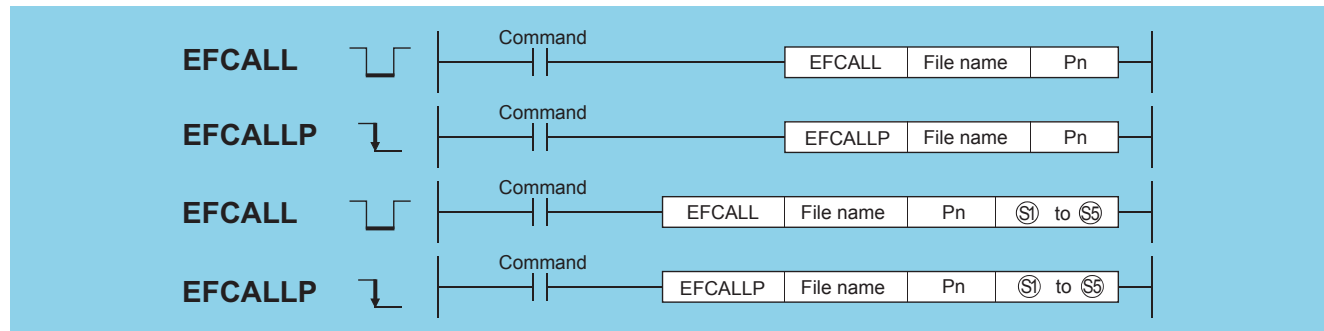 Command
EFCALL EFCALL File name Pn
Command
EFCALLP EFCALLP File name Pn
Command
EFCALL EFCALL File name Pn S1 to S5
Command
EFCALLP EFCALLP File name Pn S1 to S5